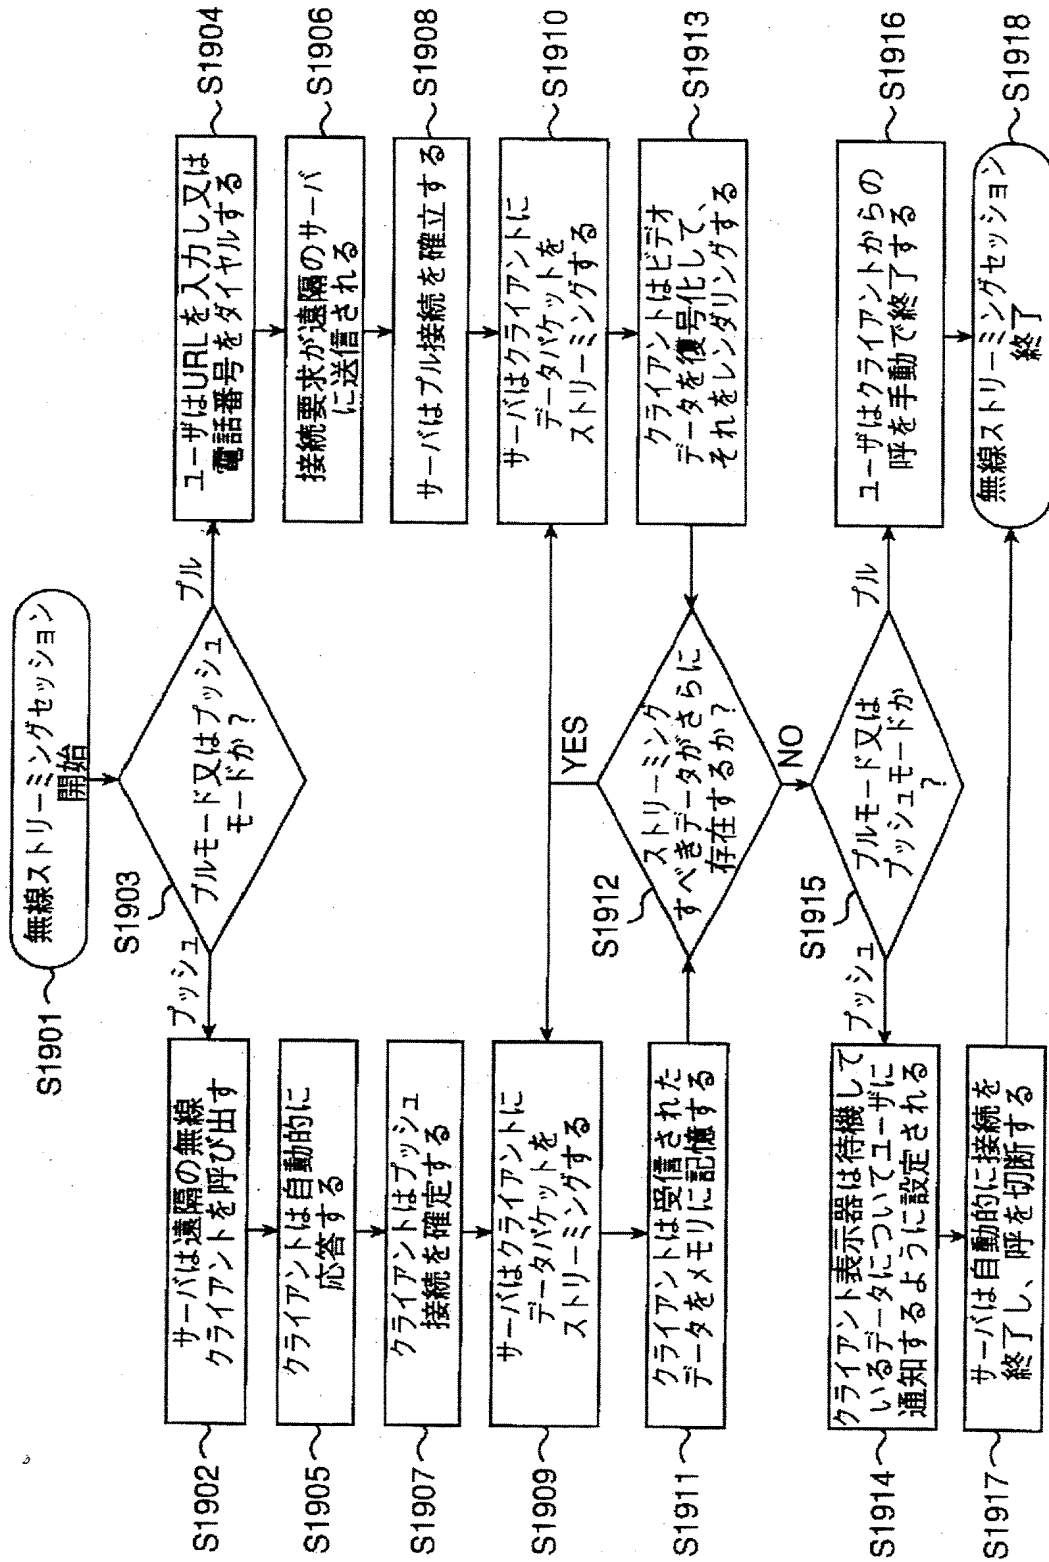 S1901
無線ストリーミングセッション
開始
S1903
プルモード又はプッシュ
モードか?
プッシュ
プル
S1902
サーバは遠隔の無線
クライアントを呼び出す
S1904
ユーザはURLを入力し又は
電話番号をダイヤルする
S1905
クライアントは自動的に
応答する
S1906
接続要求が遠隔のサーバ
に送信される
S1907
クライアントはプッシュ
接続を確定する
S1908
サーバはプル接続を確立する
S1909
サーバはクライアントに
データパケットを
ストリーミングする
S1910
サーバはクライアントに
データパケットを
ストリーミングする
S1911
クライアントは受信された
データをメモリに記憶する
S1912
ストリーミング
すべきデータがさらに
存在するか?
YES
NO
S1913
クライアントはビデオ
データを復号化して、
それをレンダリングする
S1915
プルモード又は
プッシュモードか
?
プッシュ
プル
S1914
クライアント表示器は待機して
いるデータについてユーザに
通知するように設定される
S1916
ユーザはクライアントからの
呼を手動で終了する
S1917
サーバは自動的に接続を
終了し、呼を切断する
S1918
無線ストリーミングセッション
終了